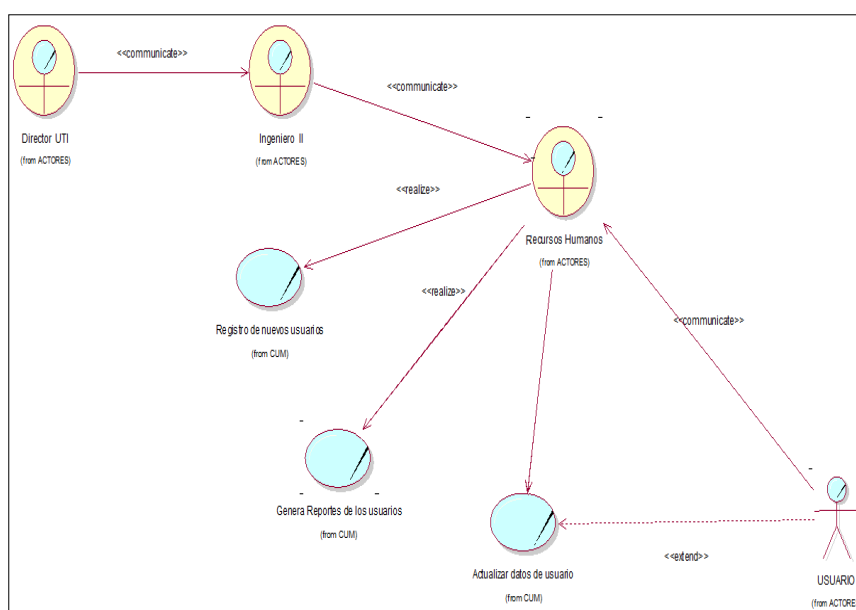 <<communicate>>
Director UTI
(from ACTORES)
Ingeniero II
(from ACTORES)
<<communicate>>
<<realize>>
Recursos Humanos
(from ACTORES)
Registro de nuevos usuarios
(from CUM)
<<realize>>
<<communicate>>
Genera Reportes de los usuarios
(from CUM)
Actualizar datos de usuario
(from CUM)
<<extend>>
USUARIO
(from ACTORE